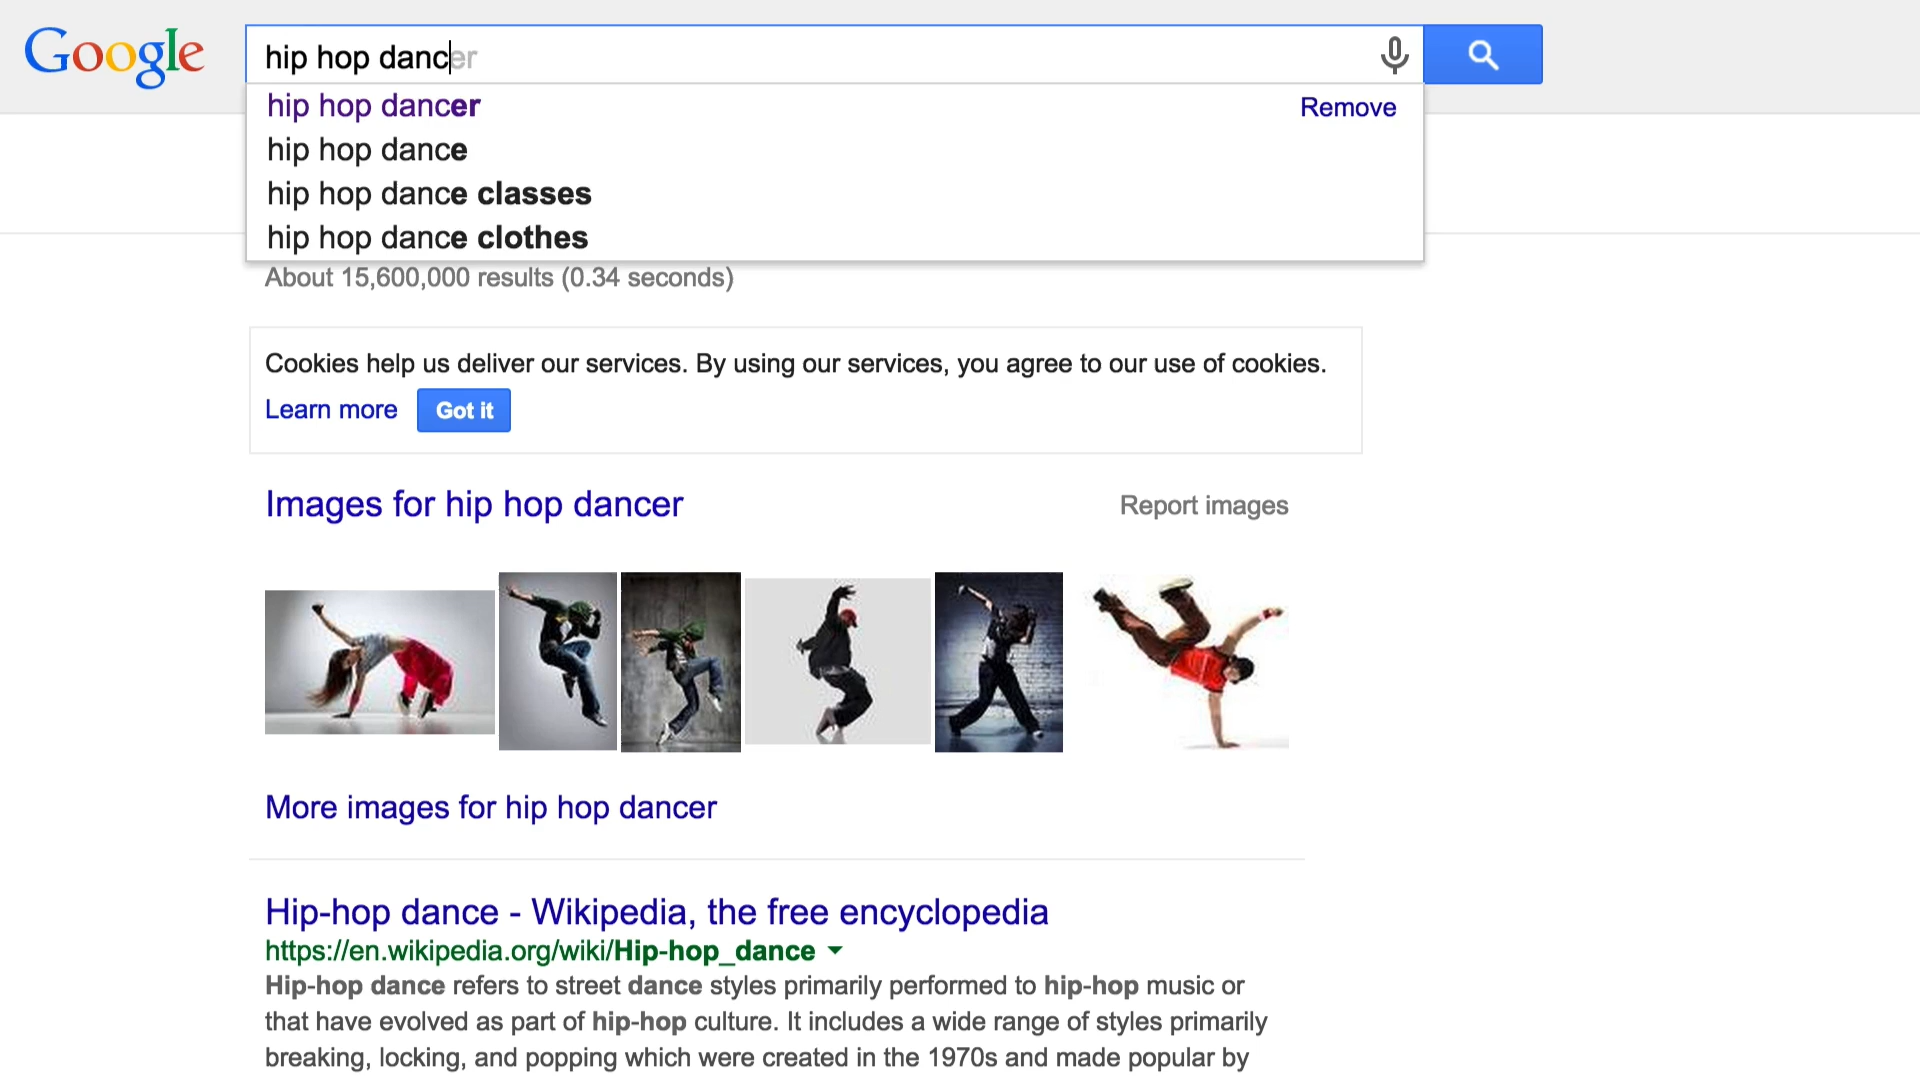 Google
hip hop dancer
hip hop dancer
Remove
hip hop dance
hip hop dance classes
hip hop dance clothes
About 15,600,000 results (0.34 seconds)
Cookies help us deliver our services. By using our services, you agree to our use of cookies.
Learn more Got it
Images for hip hop dancer
Report images
More images for hip hop dancer
Hip-hop dance - Wikipedia, the free encyclopedia
https://en.wikipedia.org/wiki/Hip-hop_dance
Hip-hop dance refers to street dance styles primarily performed to hip-hop music or
that have evolved as part of hip-hop culture. It includes a wide range of styles primarily
breaking, locking, and popping which were created in the 1970s and made popular by